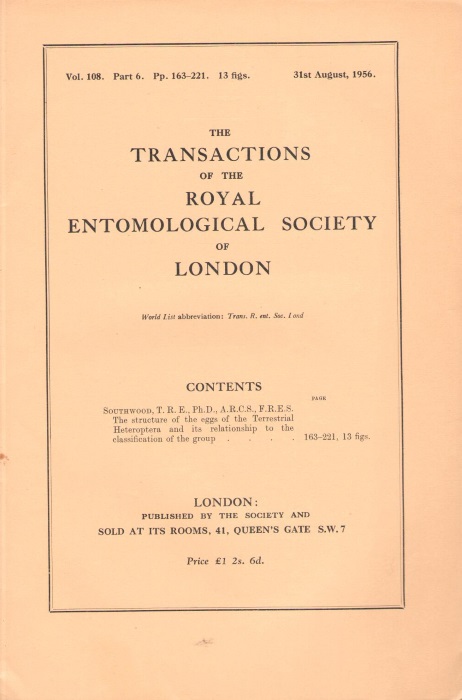 Vol. 108. Part 6. Pp. 163–221. 13 figs. 31st August, 1956.
THE
TRANSACTIONS
OF THE
ROYAL
ENTOMOLOGICAL SOCIETY
OF
LONDON
World List abbreviation: Trans. R. ent. Soc. Lond
CONTENTS
PAGE
SOUTHWOOD, T. R. E., Ph.D., A.R.C.S., F.R.E.S.
The structure of the eggs of the Terrestrial
Heteroptera and its relationship to the
classification of the group . . . . 163–221, 13 figs.
LONDON:
PUBLISHED BY THE SOCIETY AND
SOLD AT ITS ROOMS, 41, QUEEN'S GATE S.W. 7
Price £1 2s. 6d.